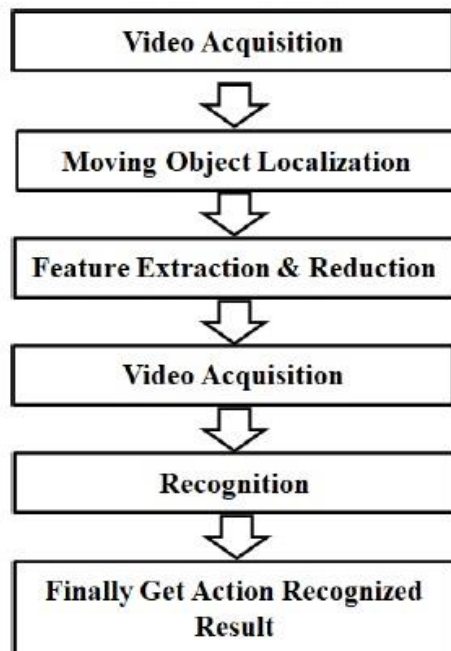 Video Acquisition
Moving Object Localization
Feature Extraction & Reduction
Video Acquisition
Recognition
Finally Get Action Recognized
Result